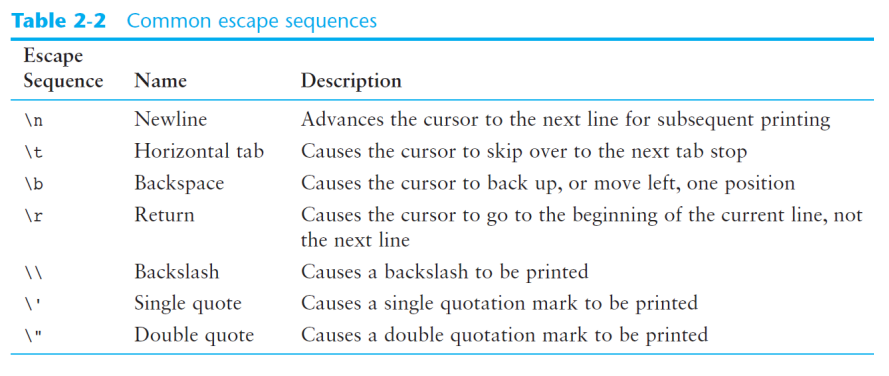 Table 2-2 Common escape sequences
Escape
Sequence Name Description
\n Newline Advances the cursor to the next line for subsequent printing
\t Horizontal tab Causes the cursor to skip over to the next tab stop
\b Backspace Causes the cursor to back up, or move left, one position
\r Return Causes the cursor to go to the beginning of the current line, not
the next line
\\ Backslash Causes a backslash to be printed
\' Single quote Causes a single quotation mark to be printed
\" Double quote Causes a double quotation mark to be printed